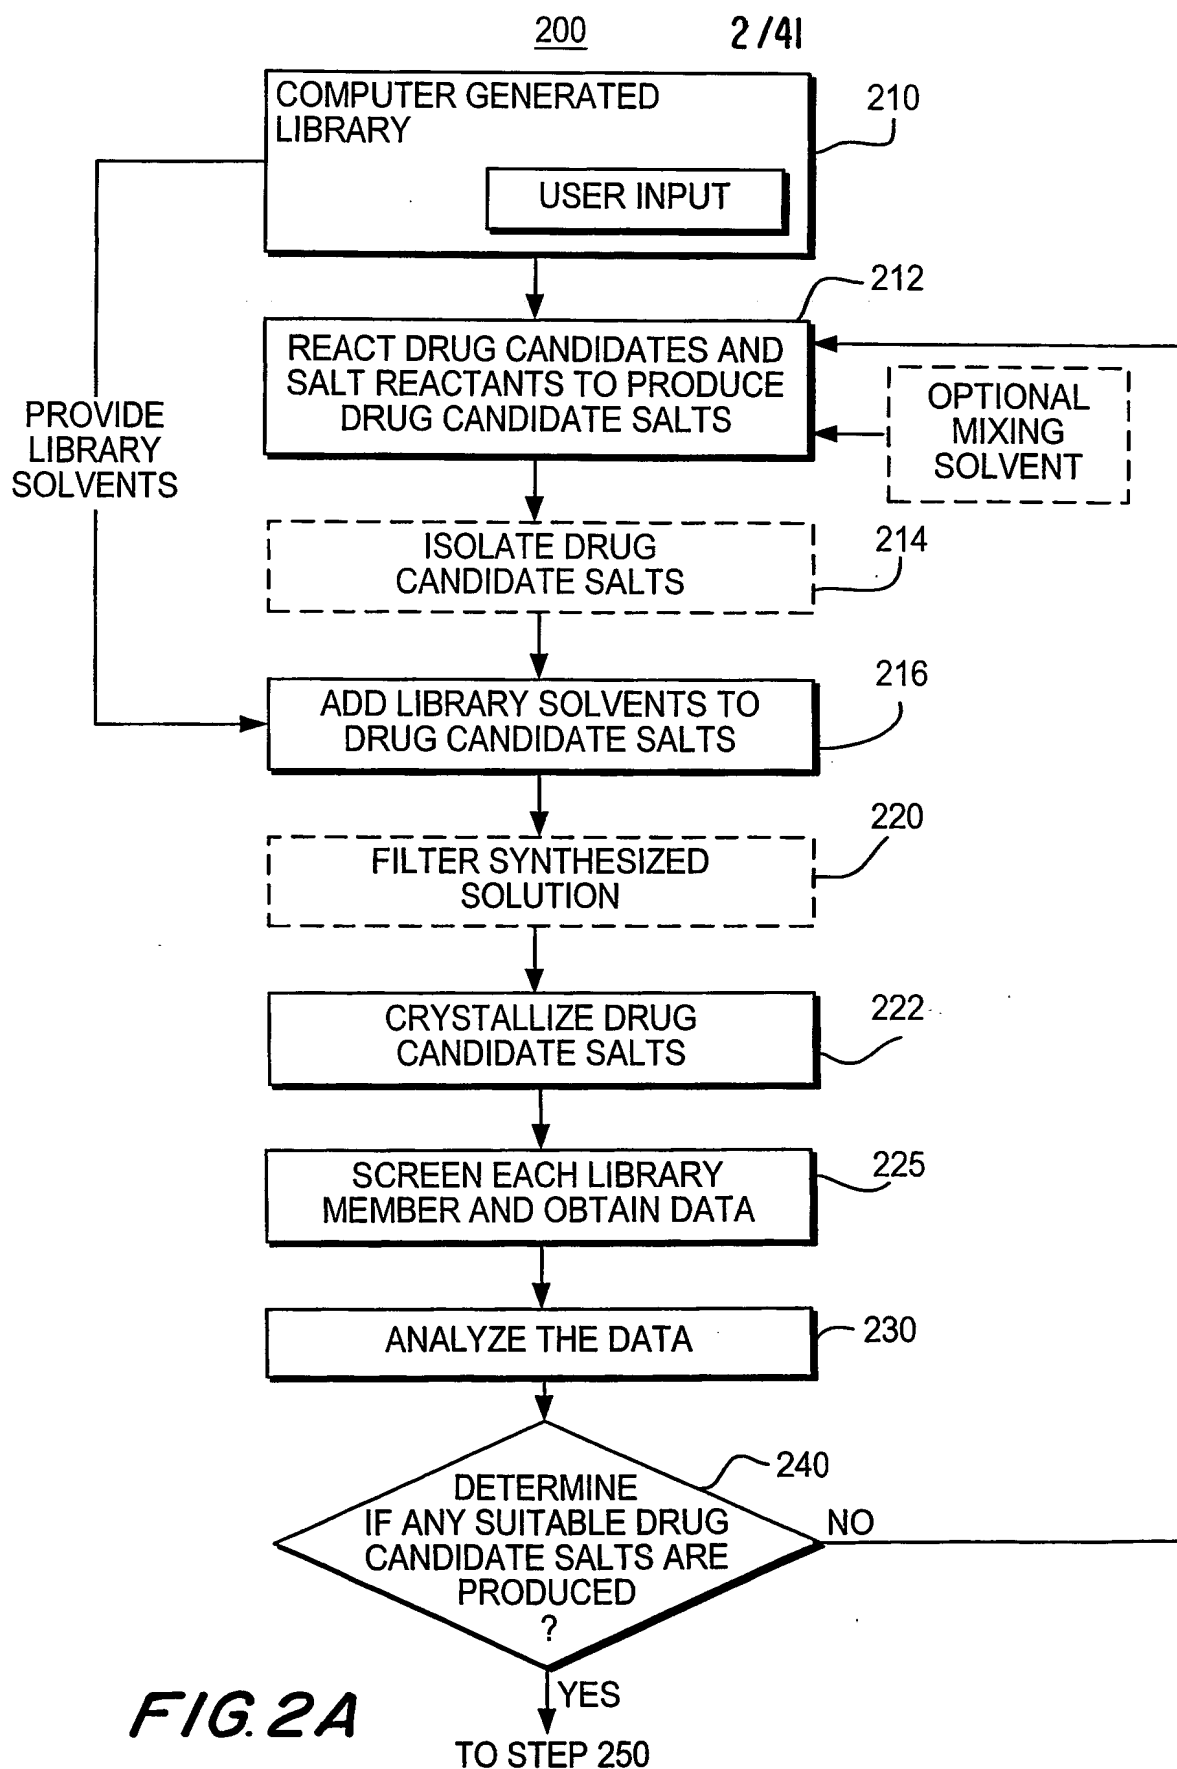 200
2/41
COMPUTER GENERATED
LIBRARY
210
USER INPUT
212
REACT DRUG CANDIDATES AND
SALT REACTANTS TO PRODUCE
DRUG CANDIDATE SALTS
OPTIONAL
MIXING
SOLVENT
PROVIDE
LIBRARY
SOLVENTS
ISOLATE DRUG
CANDIDATE SALTS
214
ADD LIBRARY SOLVENTS TO
DRUG CANDIDATE SALTS
216
FILTER SYNTHESIZED
SOLUTION
220
CRYSTALLIZE DRUG
CANDIDATE SALTS
222
SCREEN EACH LIBRARY
MEMBER AND OBTAIN DATA
225
ANALYZE THE DATA
230
240
DETERMINE
IF ANY SUITABLE DRUG
CANDIDATE SALTS ARE
PRODUCED
?
NO
YES
TO STEP 250
FIG. 2A